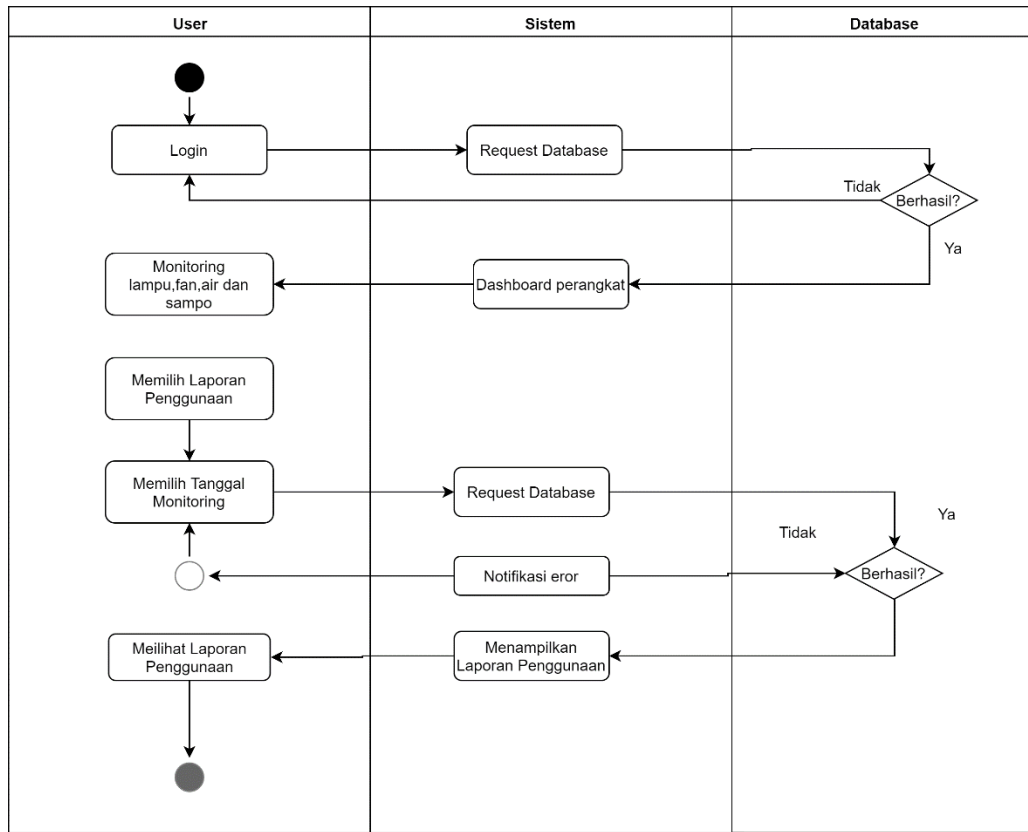 User
Sistem
Database
Login
Request Database
Tidak
Berhasil?
Ya
Monitoring
lampu,fan,air dan
sampo
Dashboard perangkat
Memilih Laporan
Penggunaan
Memilih Tanggal
Monitoring
Request Database
Ya
Tidak
Notifikasi eror
Berhasil?
Meilihat Laporan
Penggunaan
Menampilkan
Laporan Penggunaan